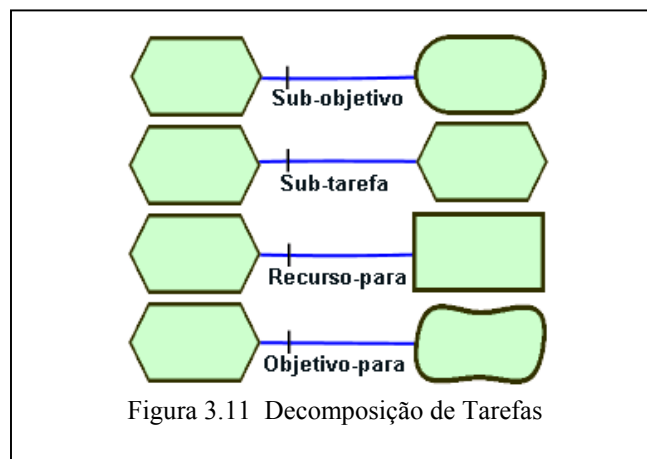 Sub-objetivo
Sub-tarefa
Recurso-para
Objetivo-para
Figura 3.11 Decomposição de Tarefas